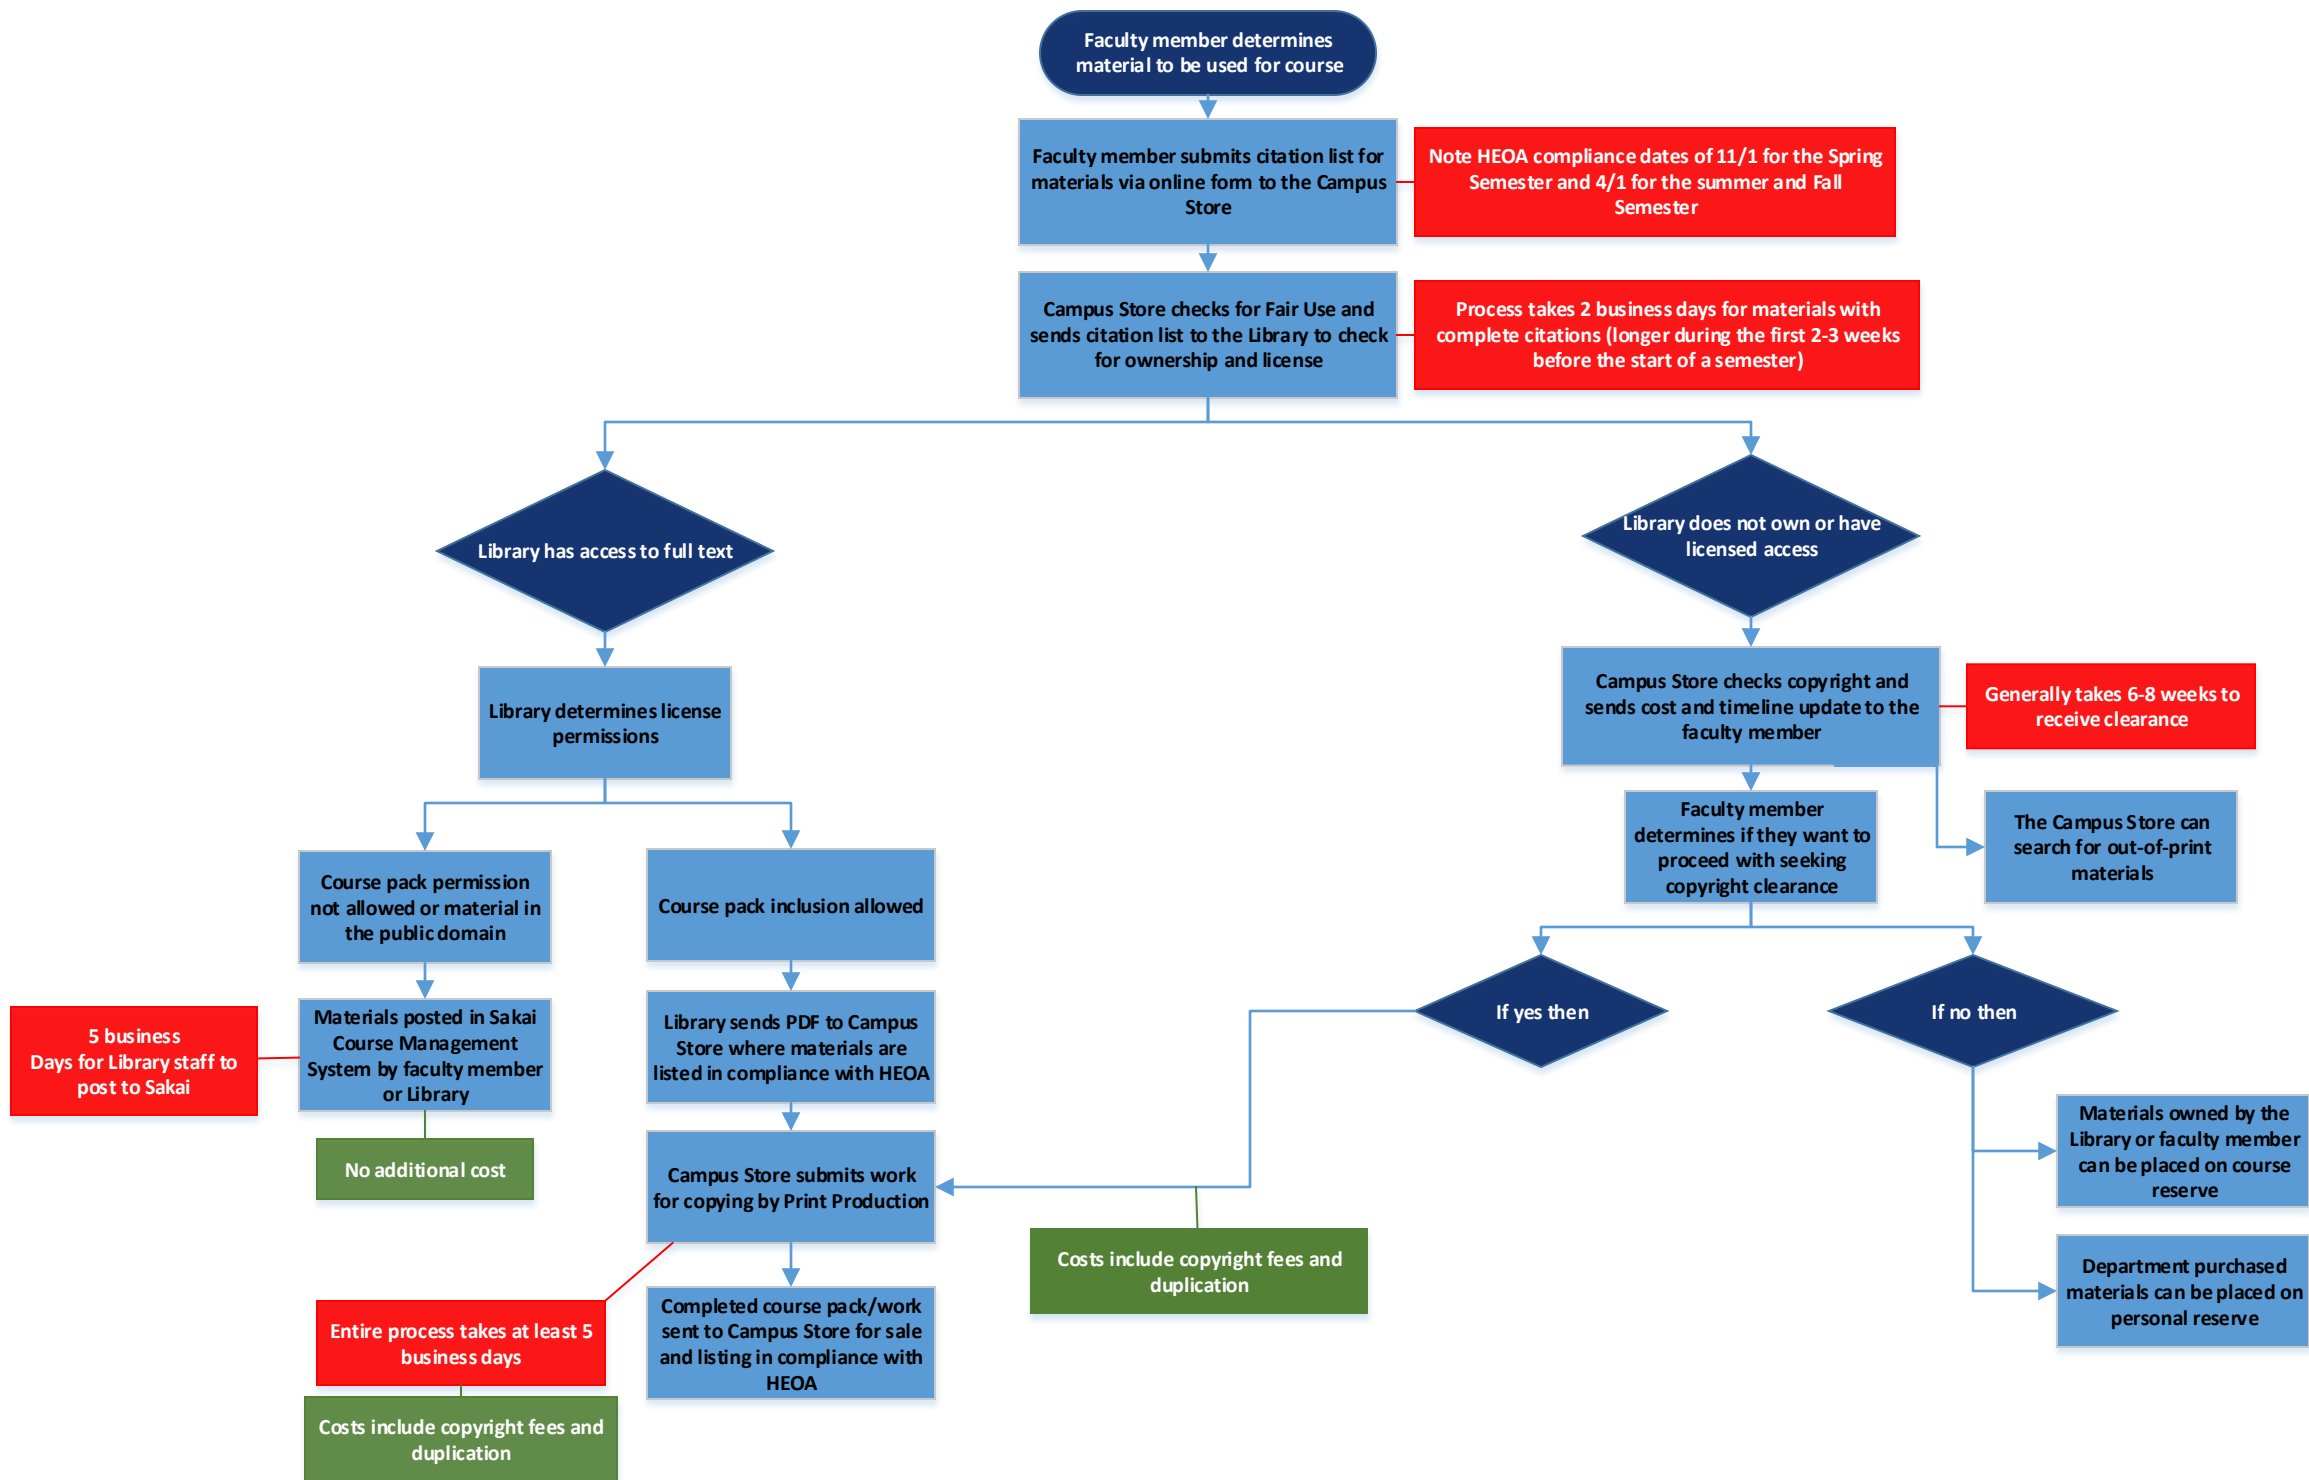 Faculty member determines
material to be used for course
Faculty member submits citation list for
materials via online form to the Campus
Store
Note HEOA compliance dates of 11/1 for the Spring
Semester and 4/1 for the summer and Fall
Semester
Campus Store checks for Fair Use and
sends citation list to the Library to check
for ownership and license
Process takes 2 business days for materials with
complete citations (longer during the first 2-3 weeks
before the start of a semester)
Library has access to full text
Library does not own or have
licensed access
Library determines license
permissions
Campus Store checks copyright and
sends cost and timeline update to the
faculty member
Generally takes 6-8 weeks to
receive clearance
Course pack permission
not allowed or material in
the public domain
Course pack inclusion allowed
Faculty member
determines if they want to
proceed with seeking
copyright clearance
The Campus Store can
search for out-of-print
materials
5 business
Days for Library staff to
post to Sakai
Materials posted in Sakai
Course Management
System by faculty member
or Library
Library sends PDF to Campus
Store where materials are
listed in compliance with HEOA
If yes then
If no then
No additional cost
Campus Store submits work
for copying by Print Production
Materials owned by the
Library or faculty member
can be placed on course
reserve
Costs include copyright fees and
duplication
Department purchased
materials can be placed on
personal reserve
Entire process takes at least 5
business days
Completed course pack/work
sent to Campus Store for sale
and listing in compliance with
HEOA
Costs include copyright fees and
duplication